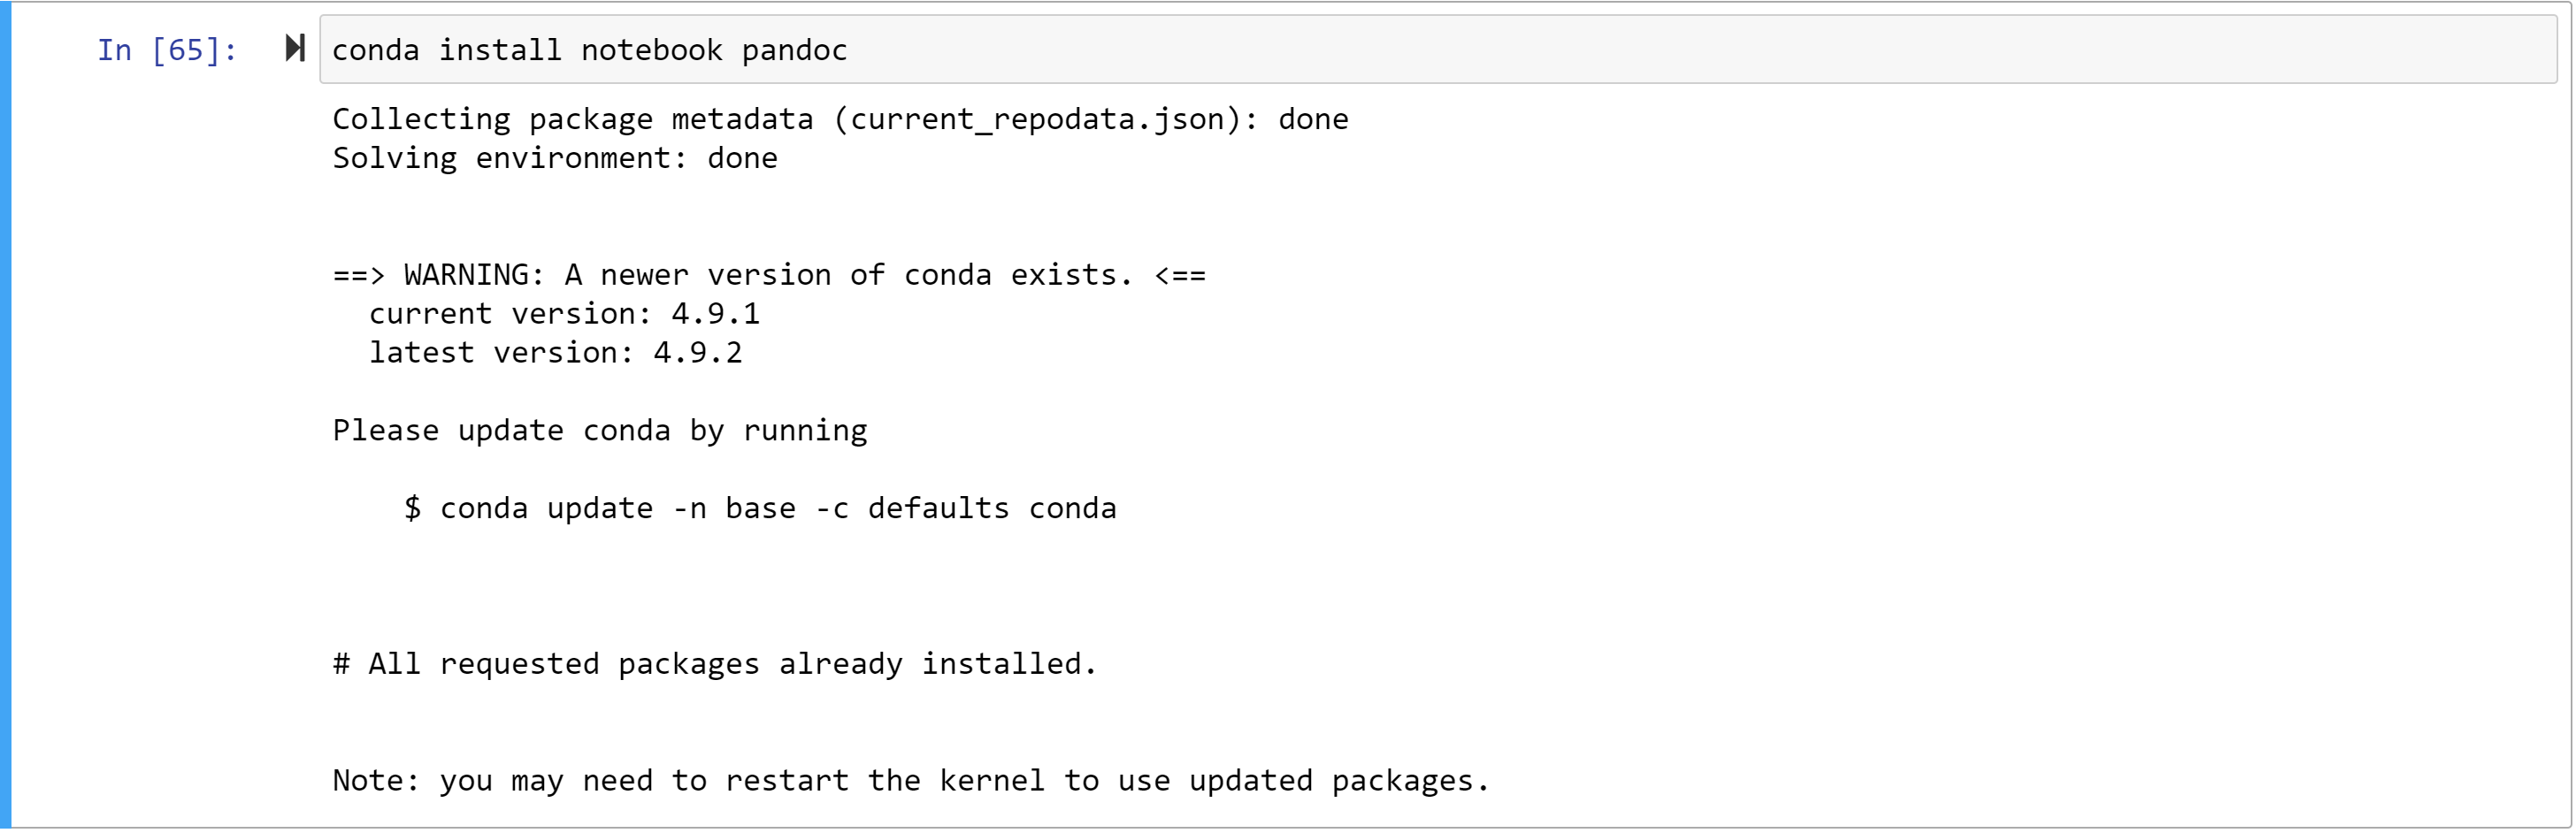 In [65]: conda install notebook pandoc
Collecting package metadata (current_repodata.json): done
Solving environment: done
==> WARNING: A newer version of conda exists. <==
current version: 4.9.1
latest version: 4.9.2
Please update conda by running
$ conda update -n base -c defaults conda
# All requested packages already installed.
Note: you may need to restart the kernel to use updated packages.